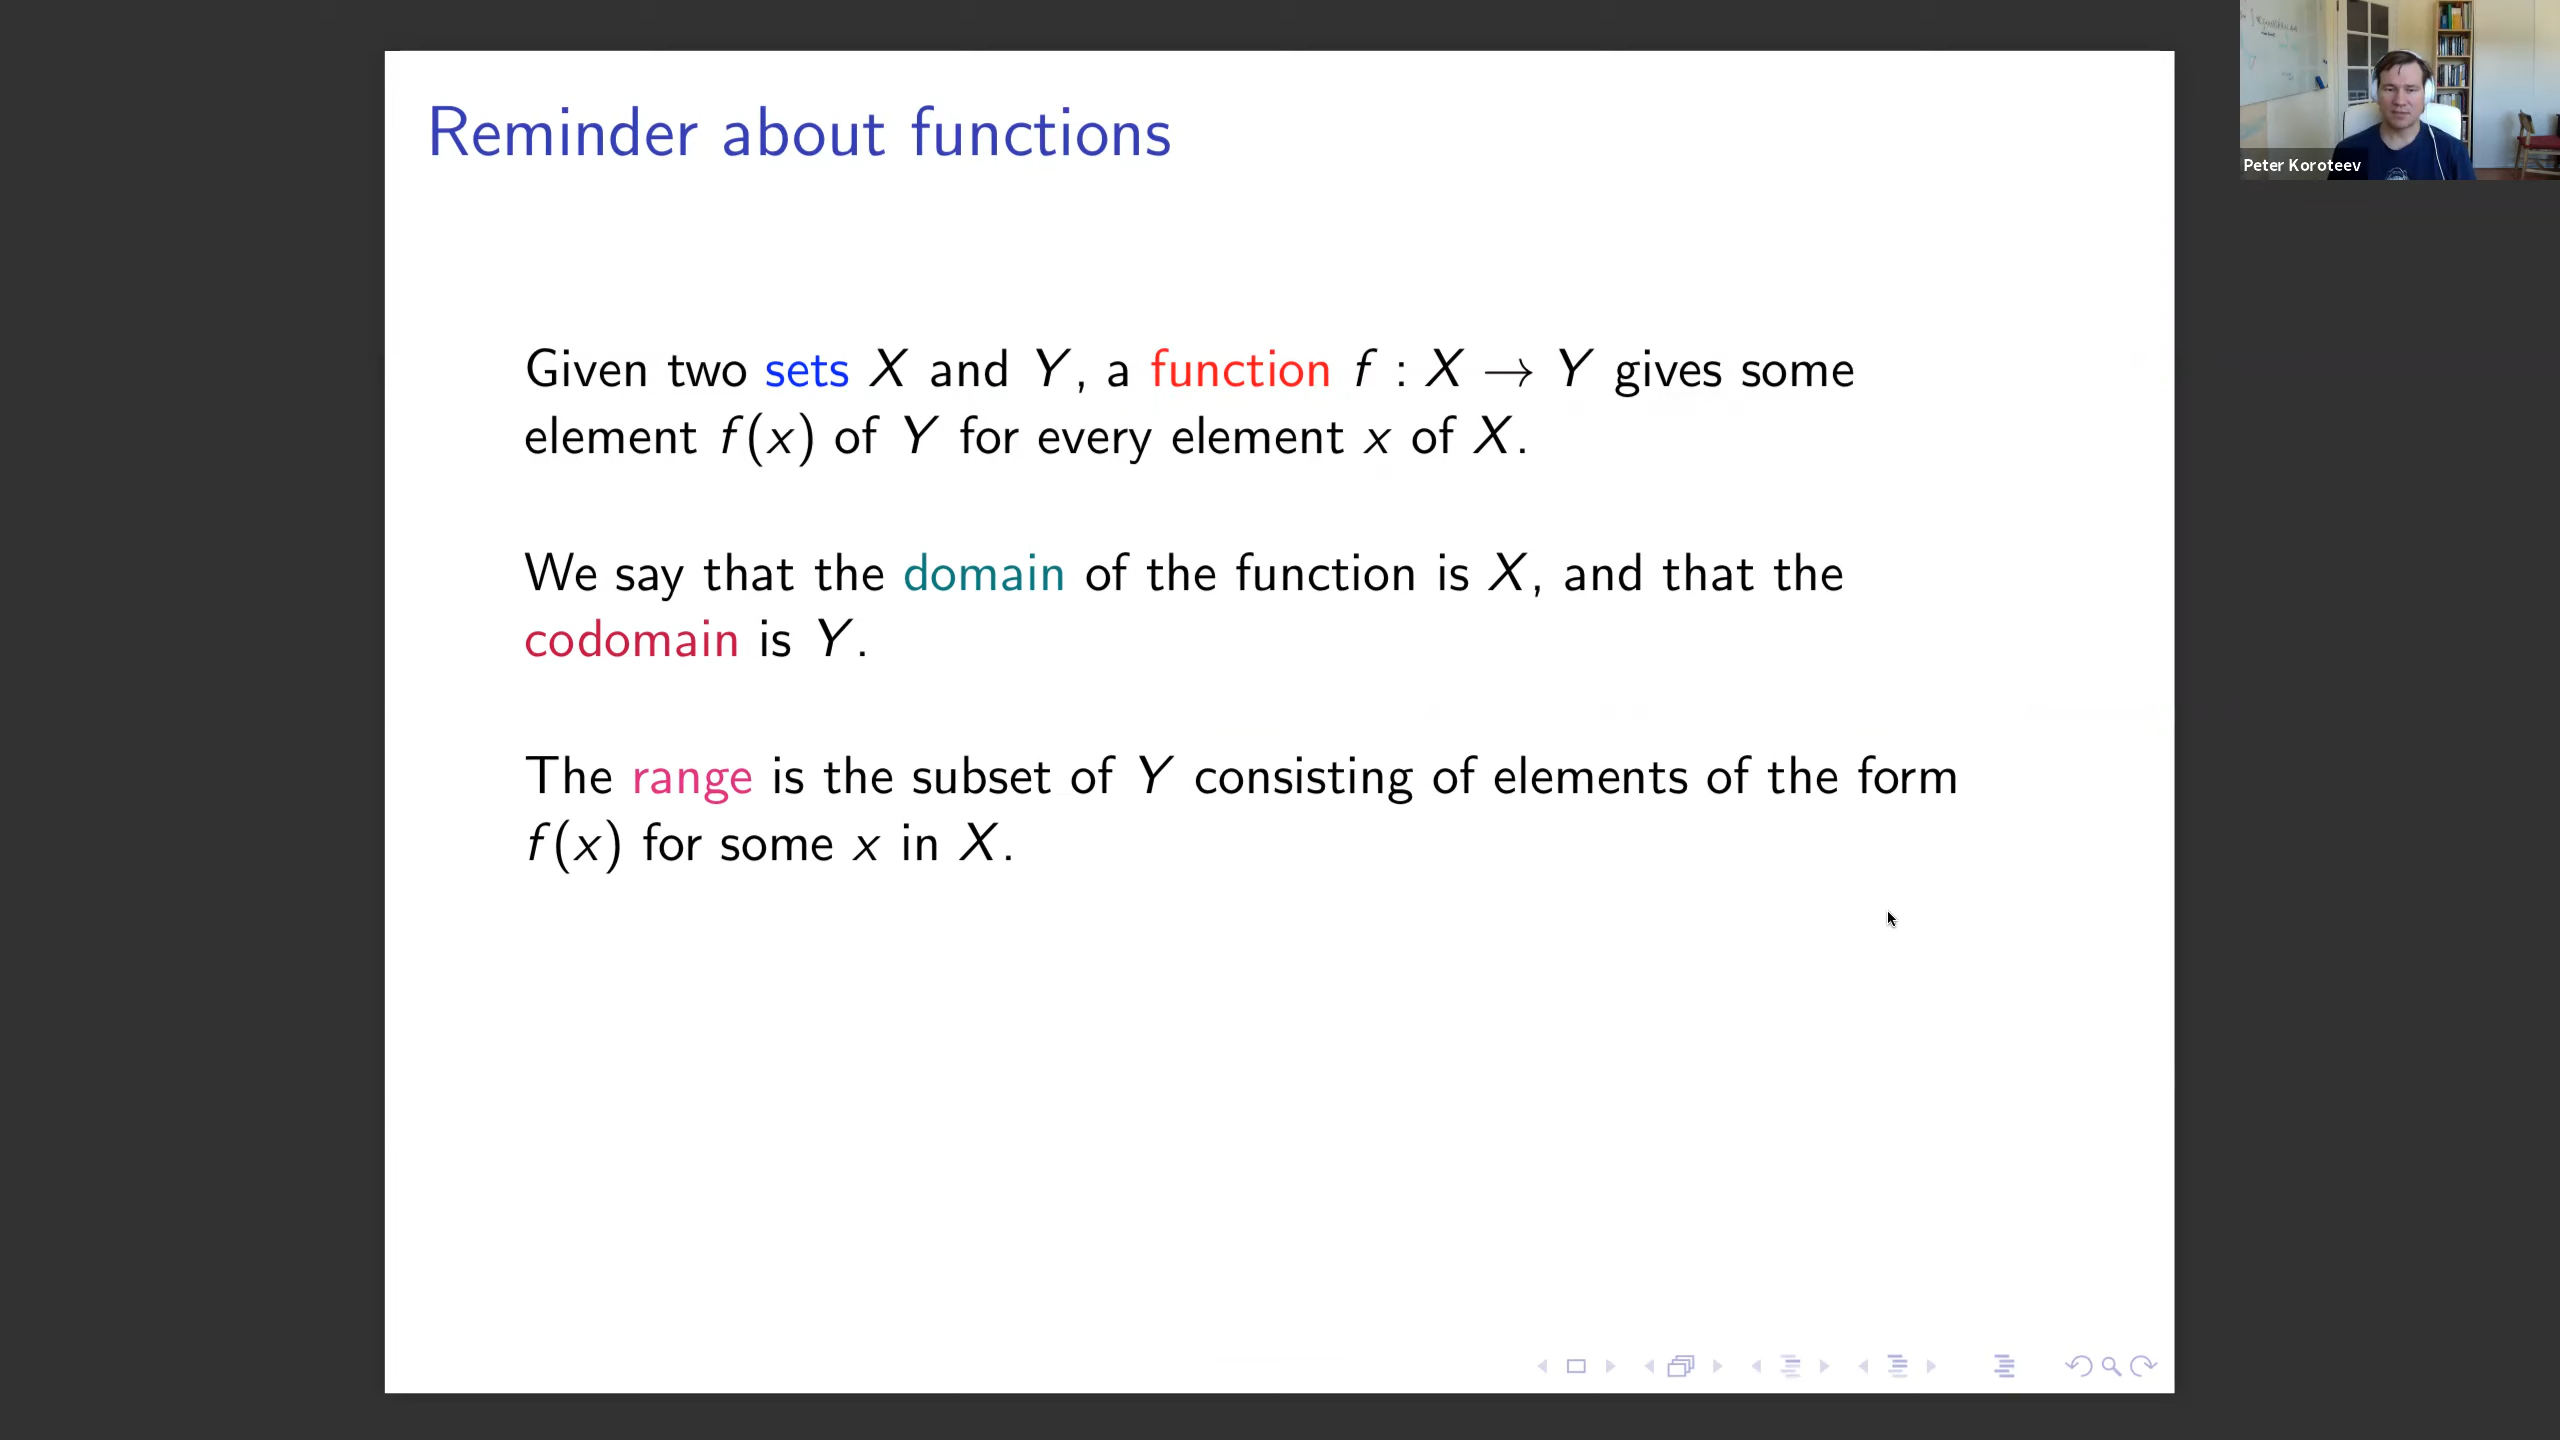 Reminder about functions
Given two sets X and Y, a function f : X → Y gives some
element f(x) of Y for every element x of X.
We say that the domain of the function is X, and that the
codomain is Y.
The range is the subset of Y consisting of elements of the form
f(x) for some x in X.
Peter Koroteev